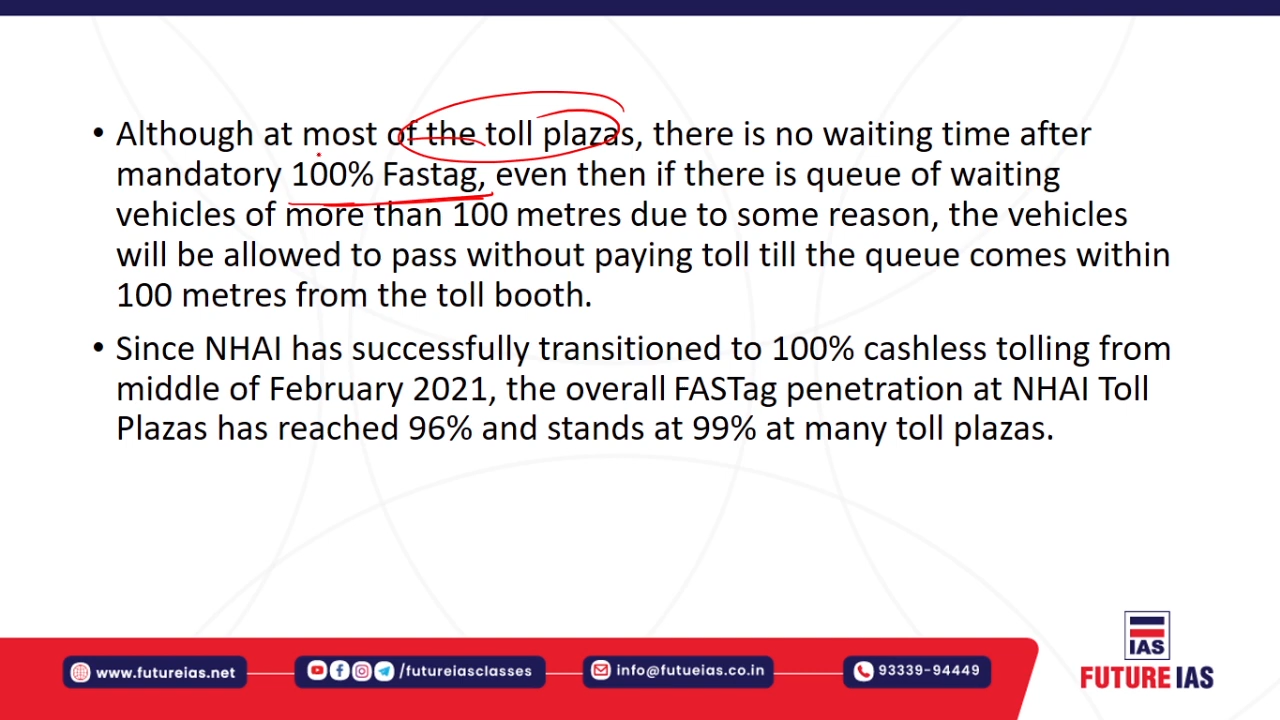 • Although at most of the toll plazas, there is no waiting time after
mandatory 100% Fastag, even then if there is queue of waiting
vehicles of more than 100 metres due to some reason, the vehicles
will be allowed to pass without paying toll till the queue comes within
100 metres from the toll booth.
• Since NHAI has successfully transitioned to 100% cashless tolling from
middle of February 2021, the overall FASTag penetration at NHAI Toll
Plazas has reached 96% and stands at 99% at many toll plazas.
IAS
www.futureias.net
/futureiasclasses
info@futueias.co.in
93339-94449
FUTURE IAS